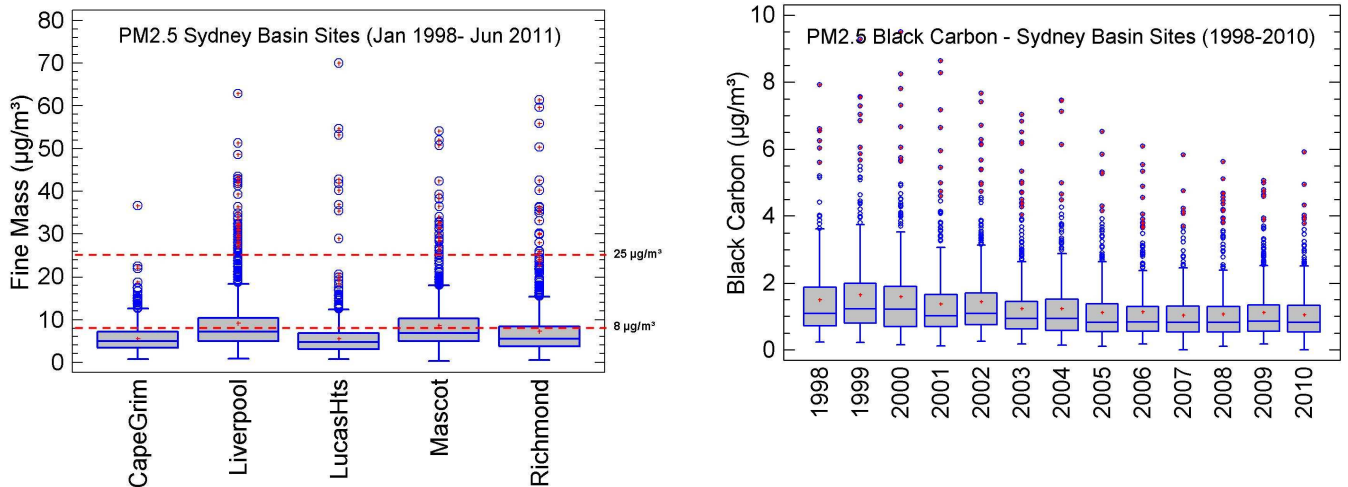 PM2.5 Sydney Basin Sites (Jan 1998- Jun 2011)
Fine Mass (µg/m³)
80
70
60
50
40
30
20
10
0
25 µg/m³
8 µg/m³
CapeGrim
Liverpool
LucasHts
Mascot
Richmond
PM2.5 Black Carbon - Sydney Basin Sites (1998-2010)
Black Carbon (µg/m³)
10
8
6
4
2
0
1998
1999
2000
2001
2002
2003
2004
2005
2006
2007
2008
2009
2010